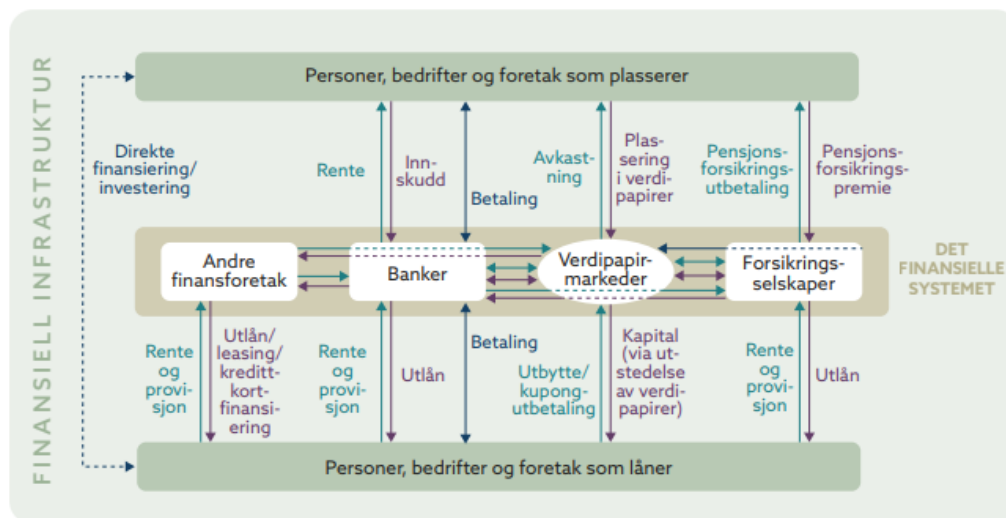 FINANSIELL INFRASTRUKTUR
Personer, bedrifter og foretak som plasserer
Direkte
finansiering/
investering
Rente
Inn-
skudd
Betaling
Avkast-
ning
Plas-
sering
i verdi-
papirer
Pensjons-
forsikrings-
utbetaling
Pensjons-
forsikrings-
premie
Andre
finansforetak
Banker
Verdipapir-
markeder
Forsikrings-
selskaper
DET
FINANSIELLE
SYSTEMET
Rente
og
provi-
sjon
Utlån/
leasing/
kreditt-
kort-
finansi-
ering
Rente
og
provi-
sjon
Utlån
Betaling
Utbytte/
kupong-
utbetaling
Kapital
(via ut-
stedelse
av verdi-
papirer)
Rente
og
provi-
sjon
Utlån
Personer, bedrifter og foretak som låner